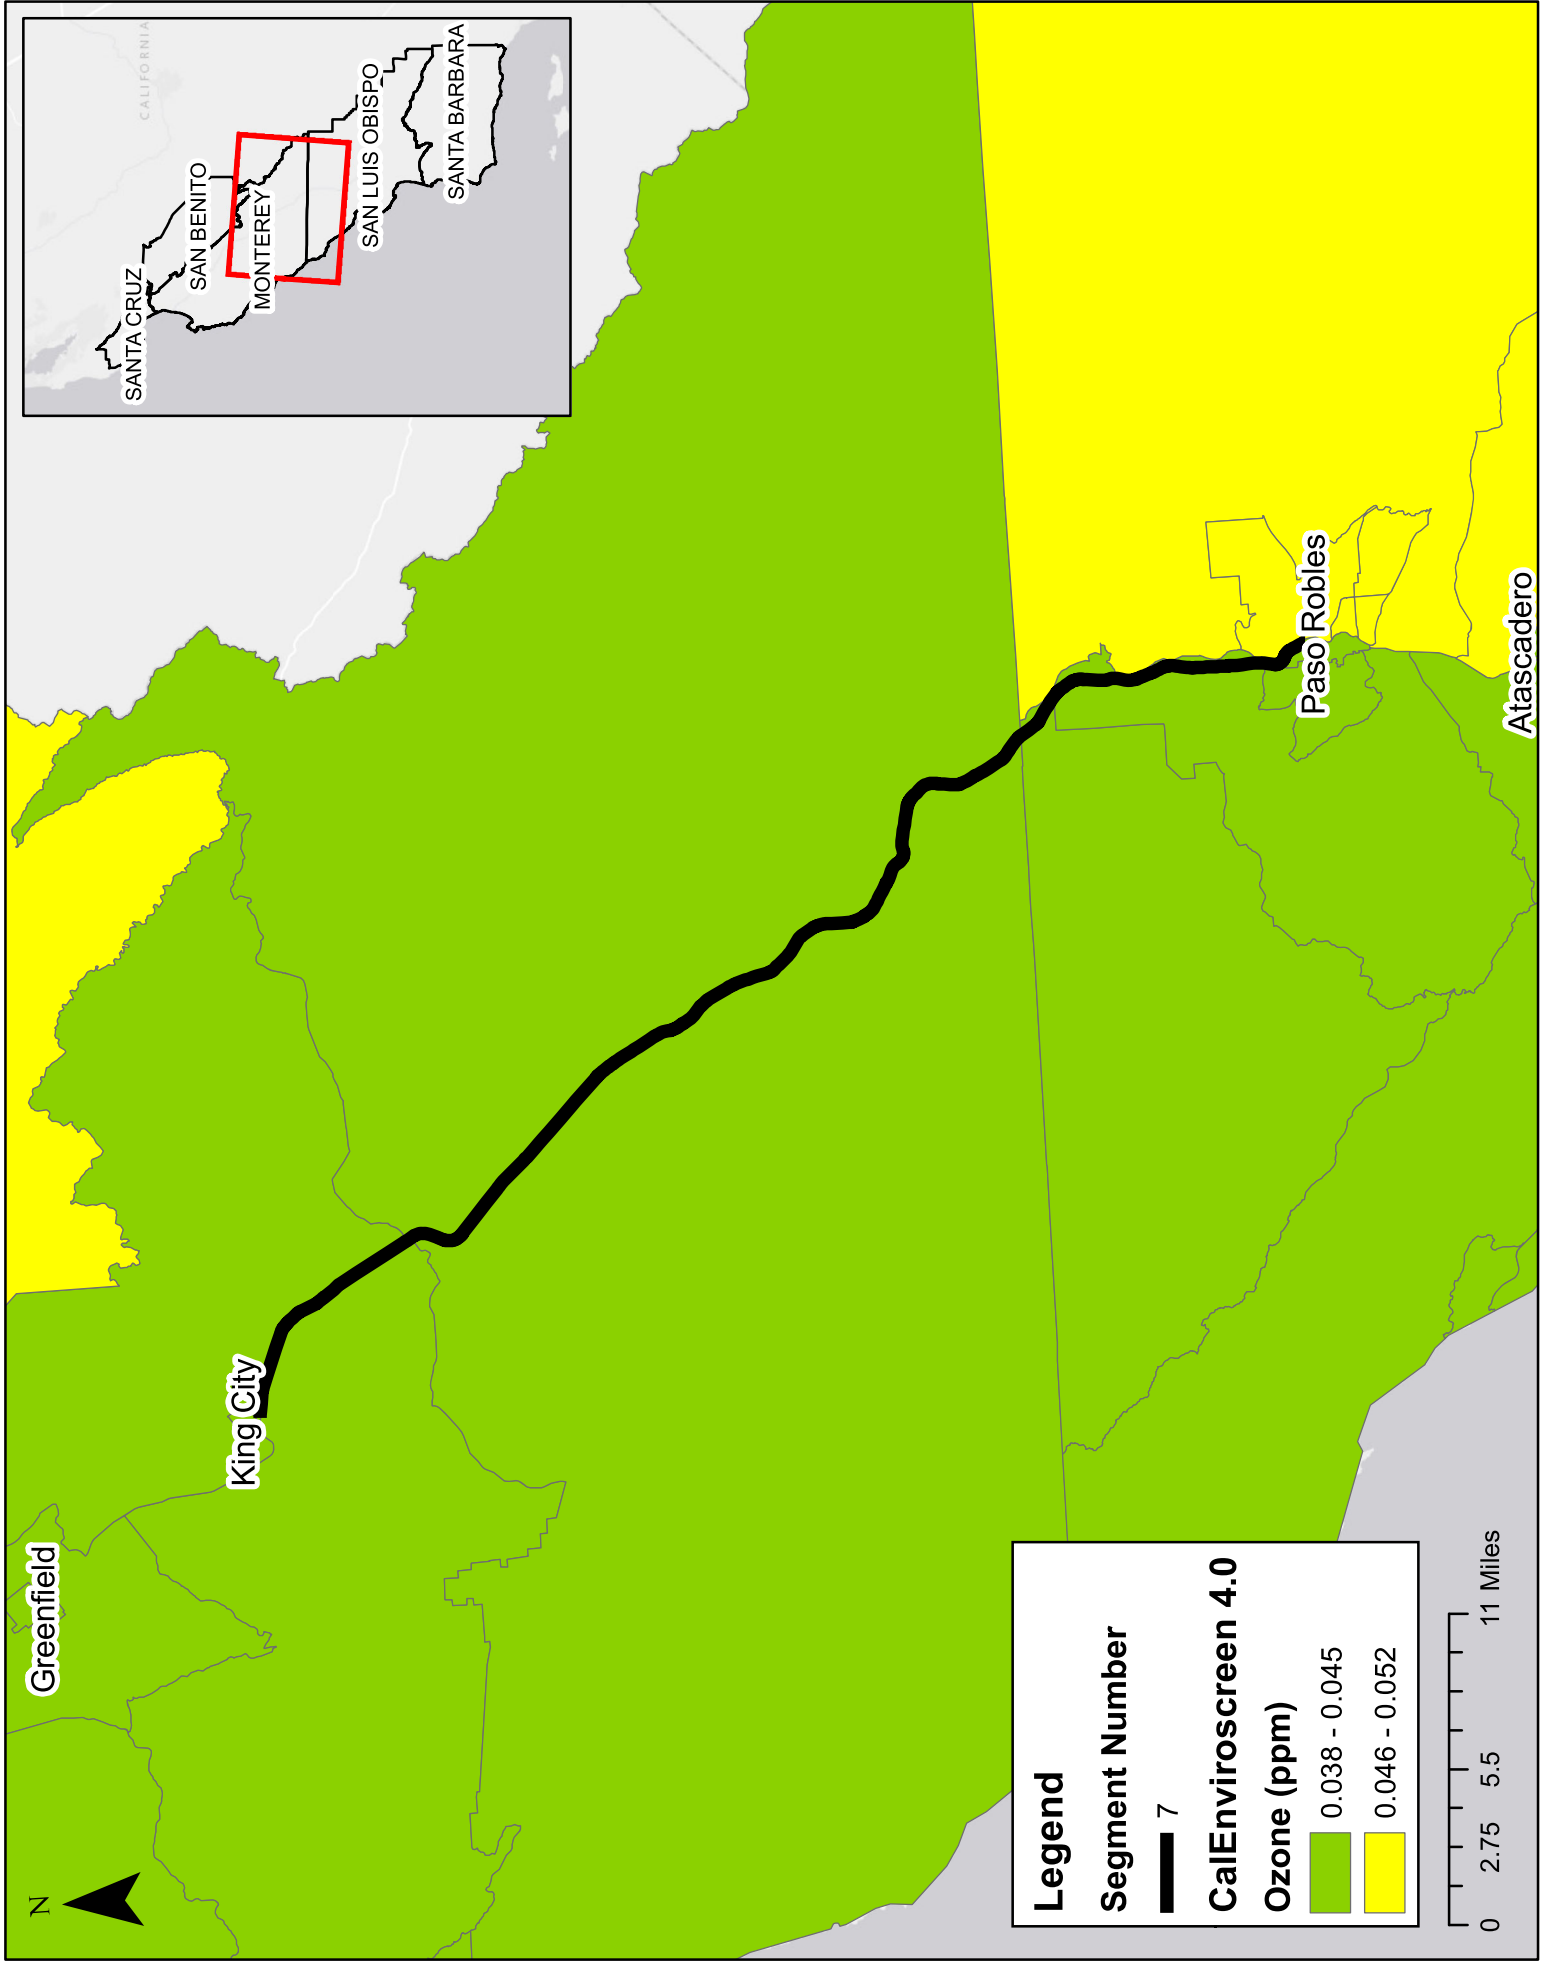 CALIFORNIA
SANTA CRUZ
SAN BENITO
MONTEREY
SAN LUIS OBISPO
SANTA BARBARA
N
Greenfield
King City
Paso Robles
Atascadero
Legend
Segment Number
7
CalEnviroscreen 4.0
Ozone (ppm)
0.038 - 0.045
0.046 - 0.052
0 2.75 5.5 11 Miles